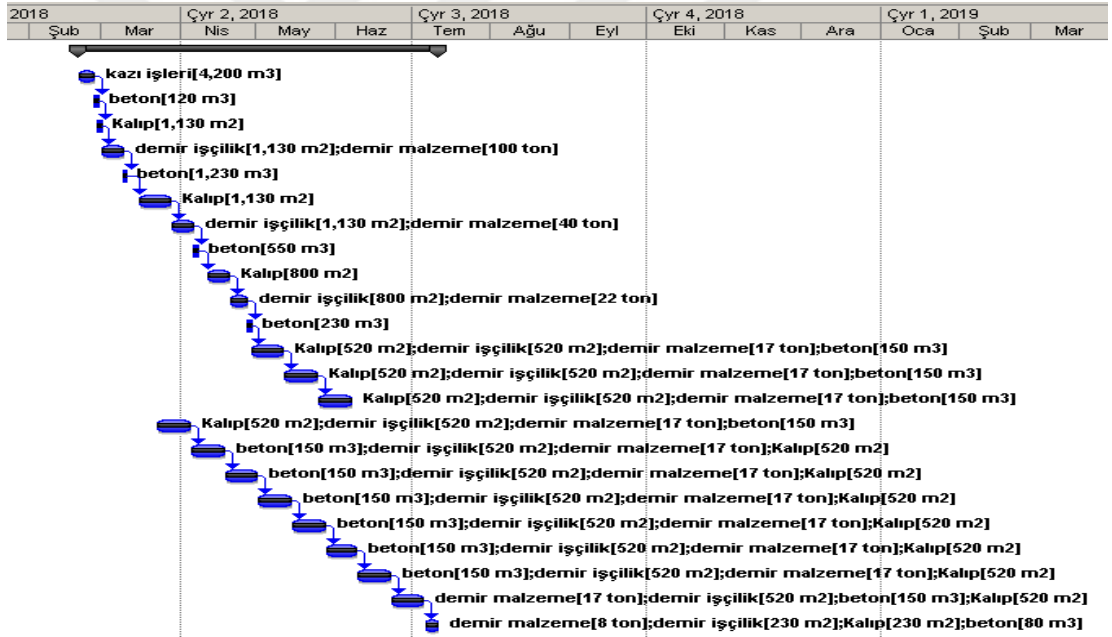 2018 Çyr 2, 2018 Çyr 3, 2018 Çyr 4, 2018 Çyr 1, 2019
Şub Mar Nis May Haz Tem Ağu Eyl Eki Kas Ara Oca Şub Mar
kazı işleri[4,200 m3]
beton[120 m3]
Kalıp[1,130 m2]
demir işçilik[1,130 m2];demir malzeme[100 ton]
beton[1,230 m3]
Kalıp[1,130 m2]
demir işçilik[1,130 m2];demir malzeme[40 ton]
beton[550 m3]
Kalıp[800 m2]
demir işçilik[800 m2];demir malzeme[22 ton]
beton[230 m3]
Kalıp[520 m2];demir işçilik[520 m2];demir malzeme[17 ton];beton[150 m3]
Kalıp[520 m2];demir işçilik[520 m2];demir malzeme[17 ton];beton[150 m3]
Kalıp[520 m2];demir işçilik[520 m2];demir malzeme[17 ton];beton[150 m3]
Kalıp[520 m2];demir işçilik[520 m2];demir malzeme[17 ton];beton[150 m3]
beton[150 m3];demir işçilik[520 m2];demir malzeme[17 ton];Kalıp[520 m2]
beton[150 m3];demir işçilik[520 m2];demir malzeme[17 ton];Kalıp[520 m2]
beton[150 m3];demir işçilik[520 m2];demir malzeme[17 ton];Kalıp[520 m2]
beton[150 m3];demir işçilik[520 m2];demir malzeme[17 ton];Kalıp[520 m2]
beton[150 m3];demir işçilik[520 m2];demir malzeme[17 ton];Kalıp[520 m2]
beton[150 m3];demir işçilik[520 m2];demir malzeme[17 ton];Kalıp[520 m2]
demir malzeme[17 ton];demir işçilik[520 m2];beton[150 m3];Kalıp[520 m2]
demir malzeme[8 ton];demir işçilik[230 m2];Kalıp[230 m2];beton[80 m3]